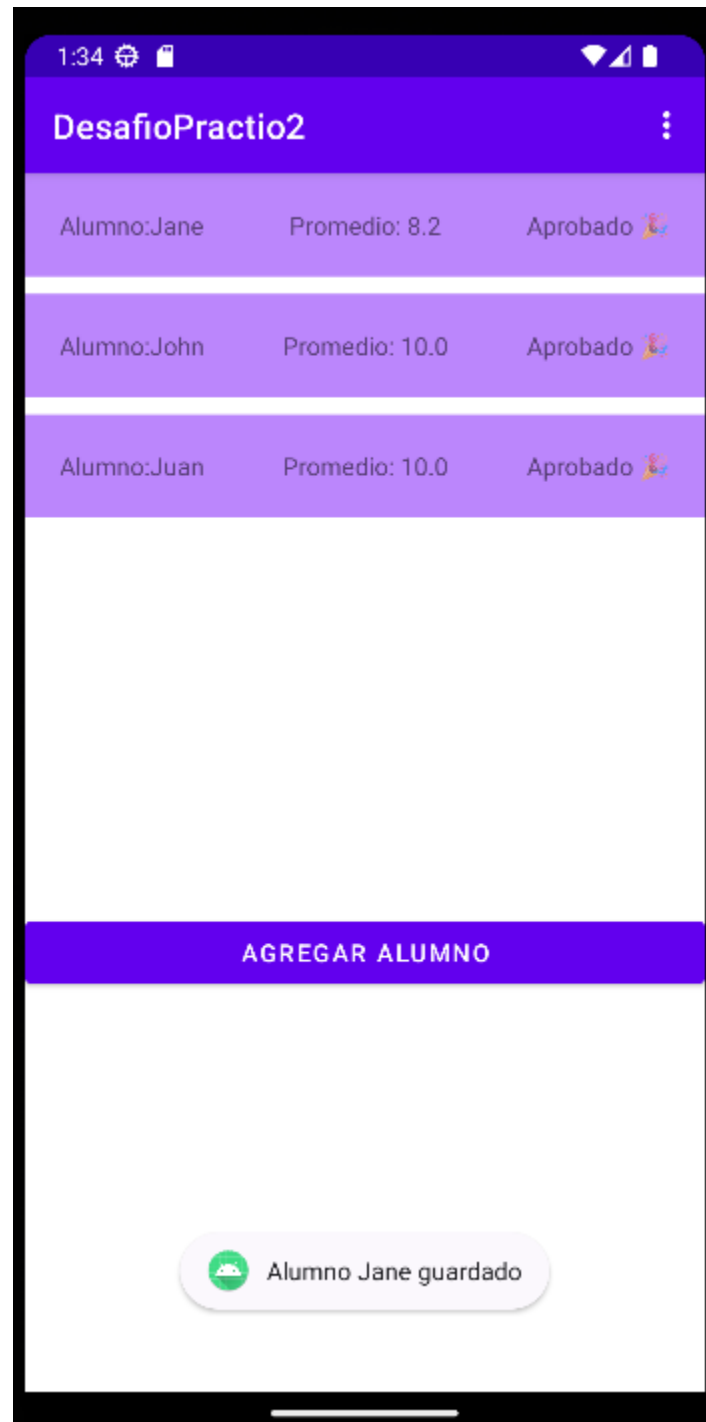 1:34
DesafioPractio2
Alumno:Jane Promedio: 8.2 Aprobado 🎉
Alumno:John Promedio: 10.0 Aprobado 🎉
Alumno:Juan Promedio: 10.0 Aprobado 🎉
AGREGAR ALUMNO
Alumno Jane guardado